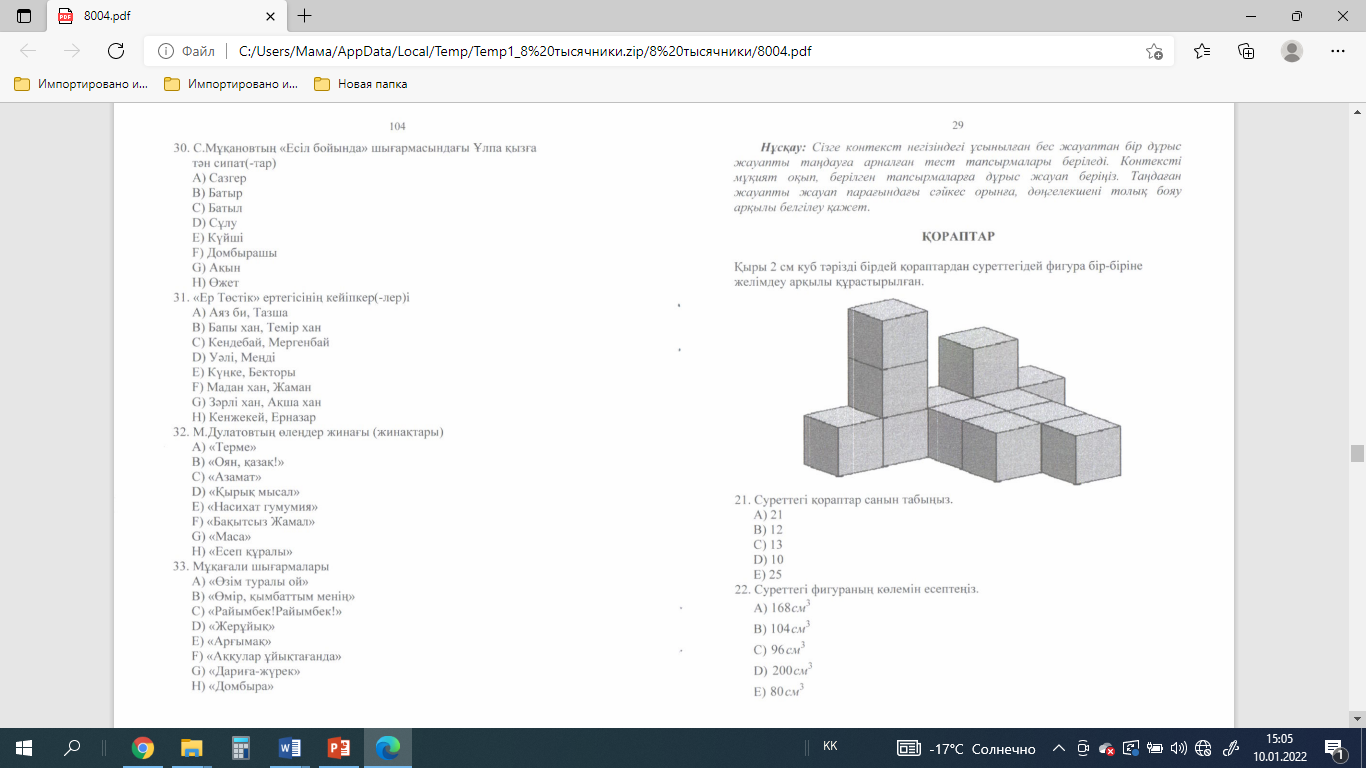 8004.pdf
Файл
C:/Users/Мама/AppData/Local/Temp/Temp1_8%20тысячники.zip/8%20тысячники/8004.pdf
Импортировано и...
Импортировано и...
Новая папка
104
30. С.Мұқановтың «Есіл бойында» шығармасындағы Ұлпа қызға
тән сипат(-тар)
A) Сазгер
B) Батыр
C) Батыл
D) Сұлу
E) Күйші
F) Домбырашы
G) Ақын
H) Өжет
31. «Ер Төстік» ертегісінің кейіпкер(-лер)і
A) Аяз би, Тазша
B) Бапы хан, Темір хан
C) Кендебай, Мергенбай
D) Уәлі, Меңді
E) Күңке, Бекторы
F) Мадан хан, Жаман
G) Зәрлі хан, Ақша хан
H) Кенжекей, Ерназар
32. М.Дулатовтың өлеңдер жинағы (жинақтары)
A) «Терме»
B) «Оян, қазақ!»
C) «Азамат»
D) «Қырық мысал»
E) «Насихат гумумия»
F) «Бақытсыз Жамал»
G) «Маса»
H) «Есеп құралы»
33. Мұқағали шығармалары
A) «Өзім туралы ой»
B) «Өмір, қымбаттым менің»
C) «Райымбек!Райымбек!»
D) «Жерұйық»
E) «Арғымақ»
F) «Аққулар ұйықтағанда»
G) «Дариға-жүрек»
H) «Домбыра»
29
Нұсқау: Сізге контекст негізіндегі ұсынылған бес жауаптан бір дұрыс
жауапты таңдауға арналған тест тапсырмалары беріледі. Контексті
мұқият оқып, берілген тапсырмаларға дұрыс жауап беріңіз. Таңдаған
жауапты жауап парағындағы сәйкес орынға, дөңгелекшені толық бояу
арқылы белгілеу қажет.
ҚОРАПТАР
Қыры 2 см куб тәрізді бірдей қораптардан суреттегідей фигура бір-біріне
желімдеу арқылы құрастырылған.
21. Суреттегі қораптар санын табыңыз.
A) 21
B) 12
C) 13
D) 10
E) 25
22. Суреттегі фигураның көлемін есептеңіз.
A) 168см³
B) 104см³
C) 96см³
D) 200см³
E) 80см³
KK
-17°C Солнечно
15:05
10.01.2022
1